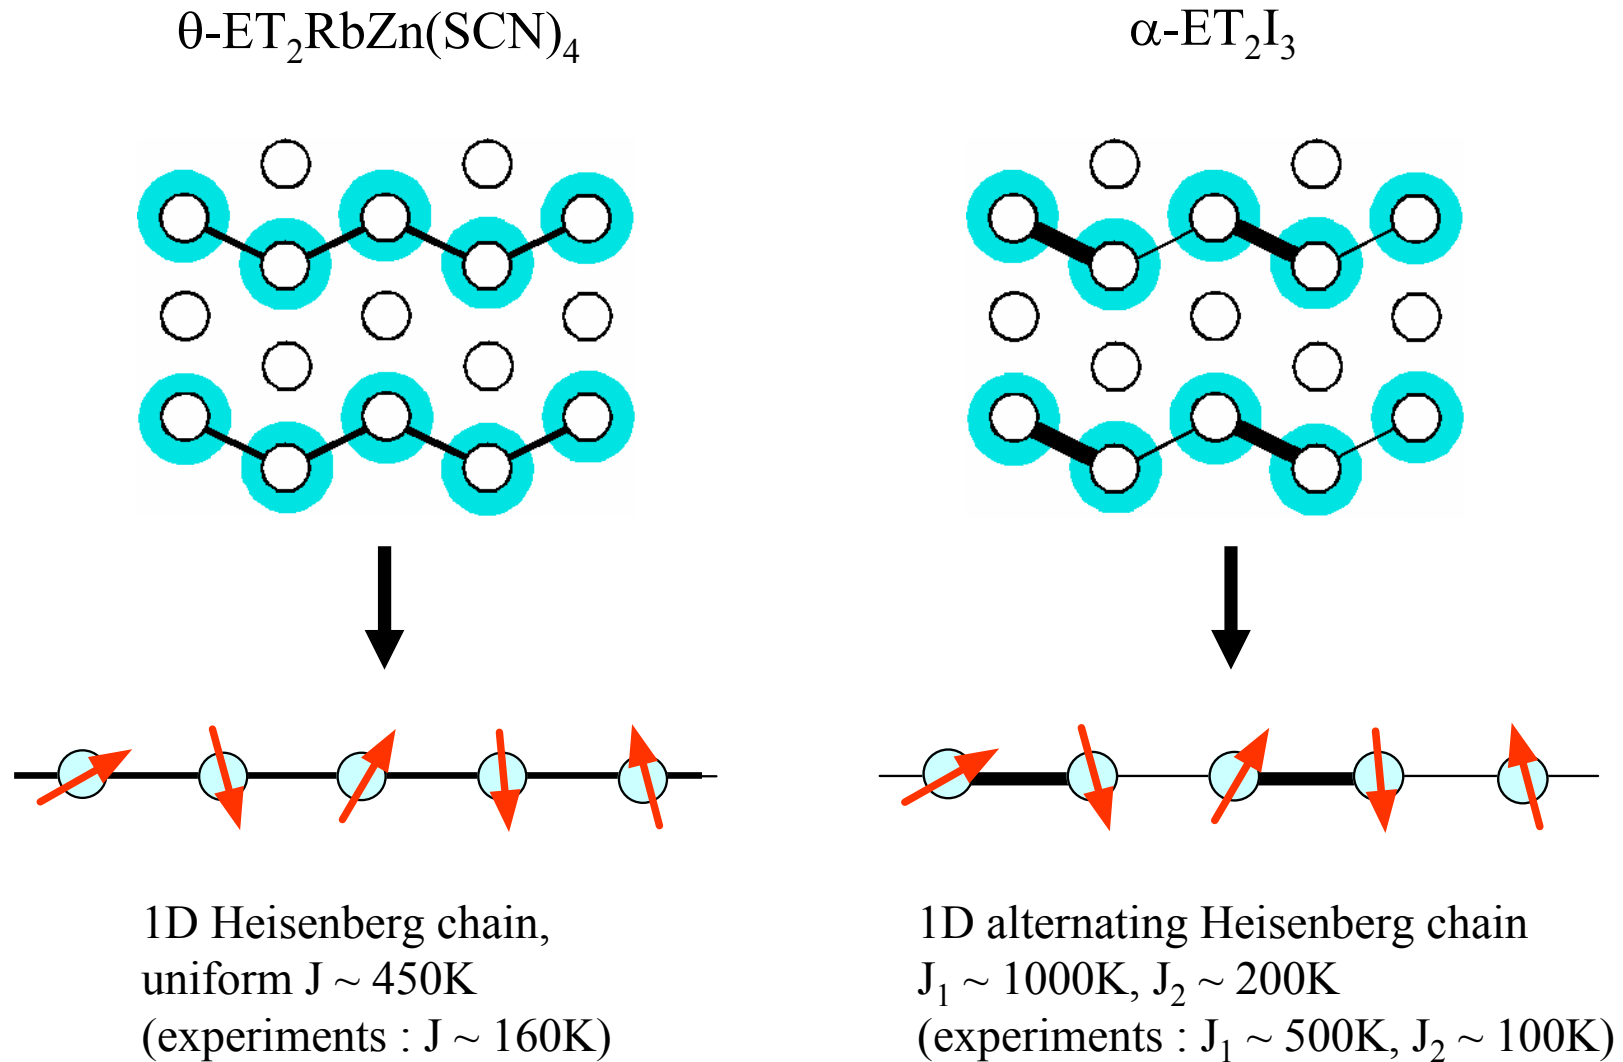 θ-ET₂RbZn(SCN)₄
α-ET₂I₃
1D Heisenberg chain,
uniform J ~ 450K
(experiments : J ~ 160K)
1D alternating Heisenberg chain
J₁ ~ 1000K, J₂ ~ 200K
(experiments : J₁ ~ 500K, J₂ ~ 100K)